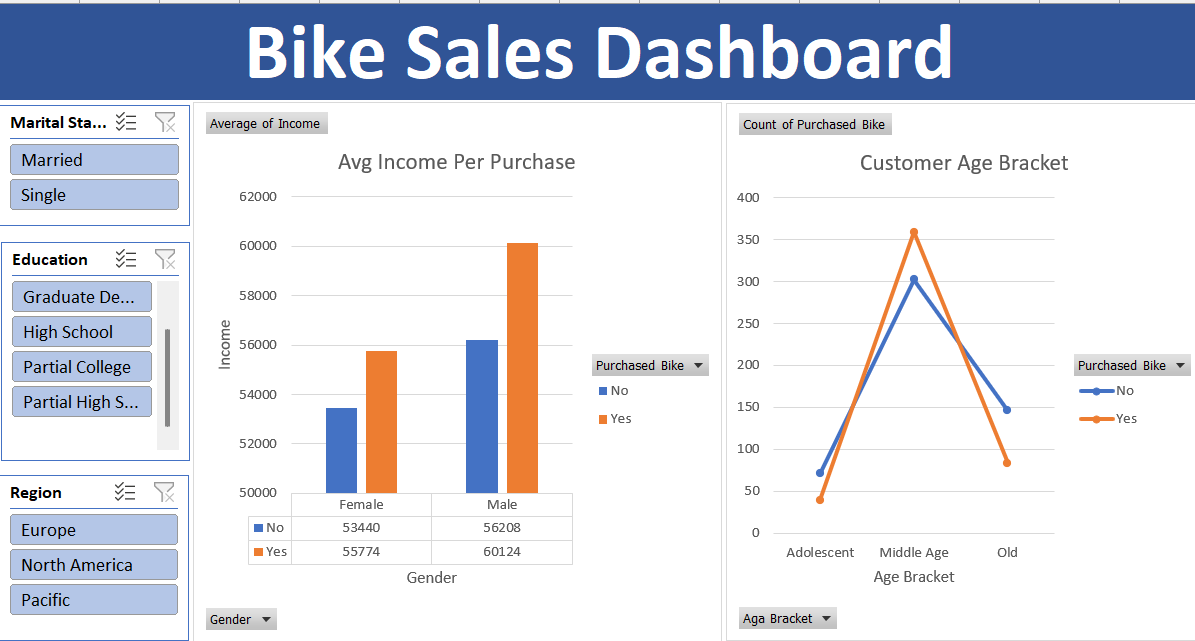 Bike Sales Dashboard
Marital Sta...
Married
Single
Education
Graduate De...
High School
Partial College
Partial High S...
Region
Europe
North America
Pacific
Average of Income
Avg Income Per Purchase
62000
60000
58000
56000
54000
52000
50000
Income
Female Male
No 53440 56208
Yes 55774 60124
Gender
Purchased Bike
No
Yes
Gender
Count of Purchased Bike
Customer Age Bracket
400
350
300
250
200
150
100
50
0
Adolescent Middle Age Old
Age Bracket
Purchased Bike
No
Yes
Aga Bracket